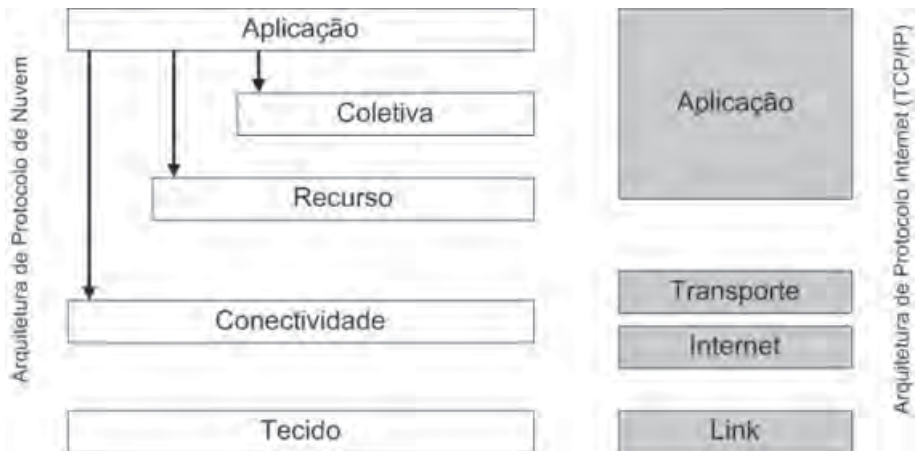 Arquitetura de Protocolo de Nuvem
Aplicação
Coletiva
Recurso
Conectividade
Tecido
Aplicação
Transporte
Internet
Link
Arquitetura de Protocolo Internet (TCP/IP)